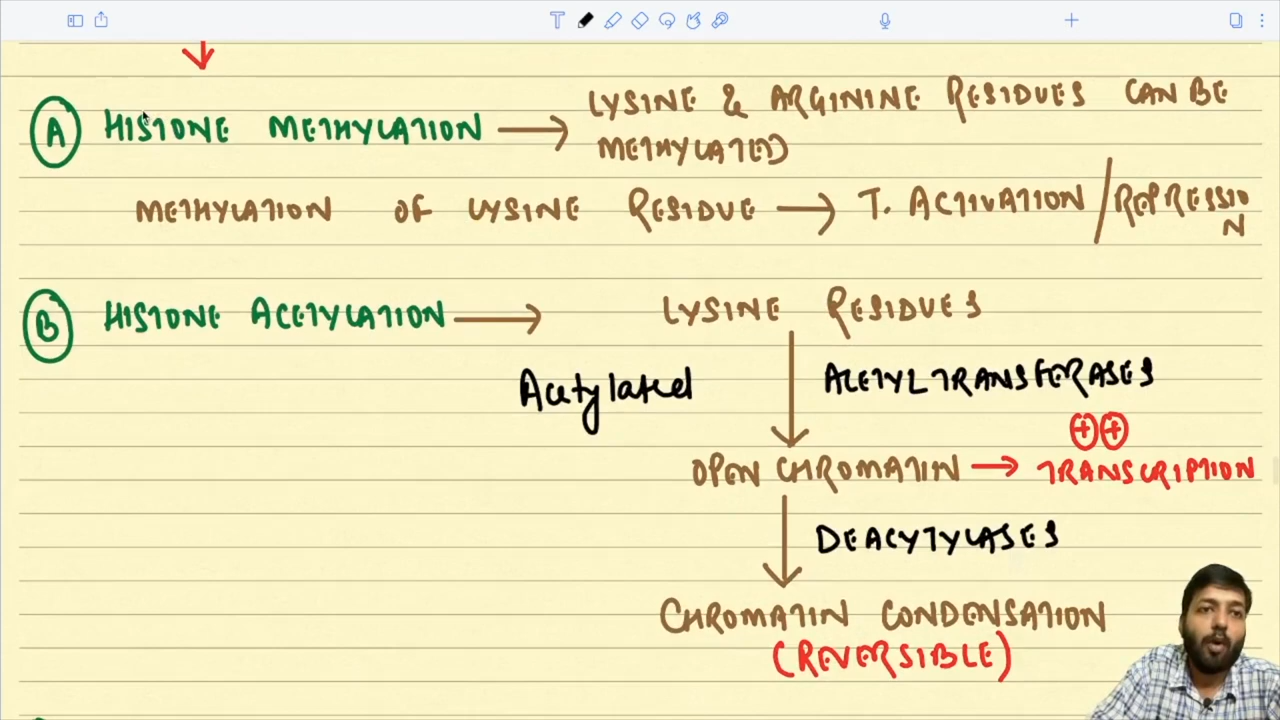 A HISTONE METHYLATION → LYSINE & ARGININE RESIDUES CAN BE
METHYLATED
METHYLATION OF LYSINE RESIDUE → T. ACTIVATION / REPRESSIO
N
B HISTONE ACETYLATION → LYSINE RESIDUES
Acetylated ACETYLTRANSFERASES
++
OPEN CHROMATIN → TRANSCRIPTION
DEACYTYLASES
CHROMATIN CONDENSATION
(REVERSIBLE)